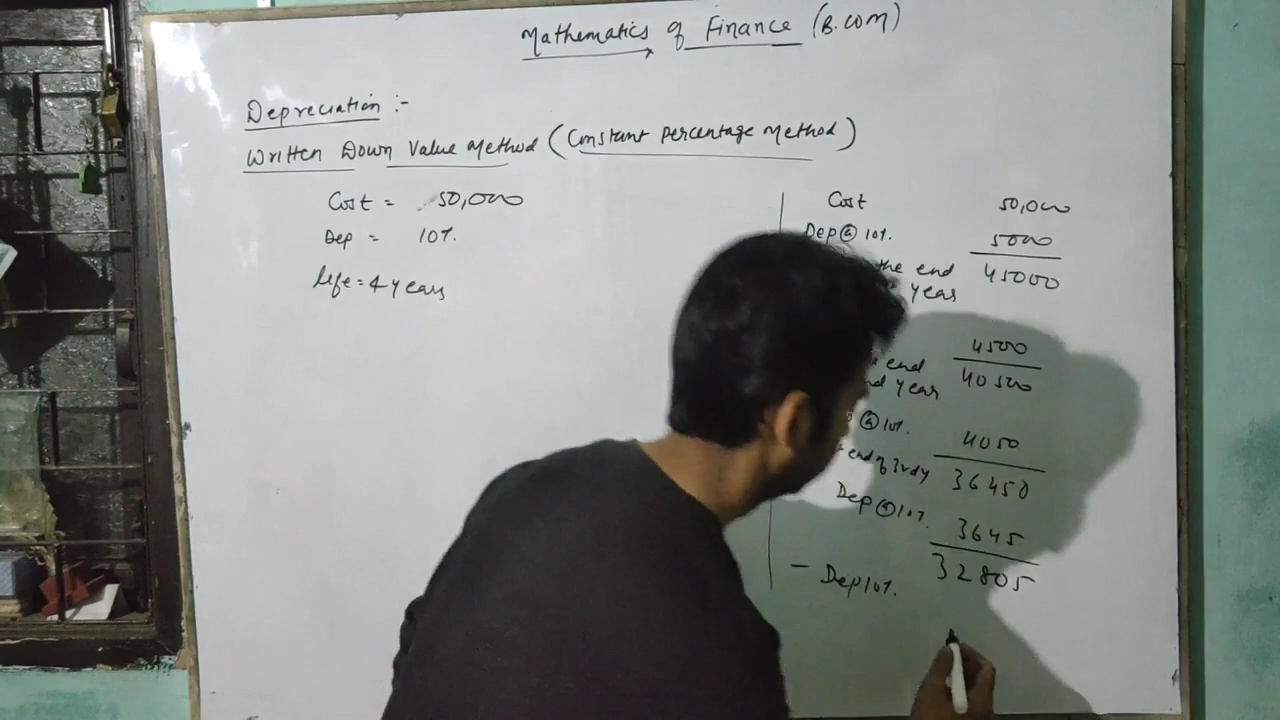 Mathematics of Finance (B.COM)
Depreciation :-
Written Down Value Method (Constant Percentage Method)
Cost = 50,000
Dep = 10%.
life = 4 years
Cost 50,000
Dep @ 10%. 5000
the end 45000
year
4500
end 40500
year
@ 10%. 4050
end of 3rd y 36450
Dep @ 10%. 3645
32805
- Dep 10%.